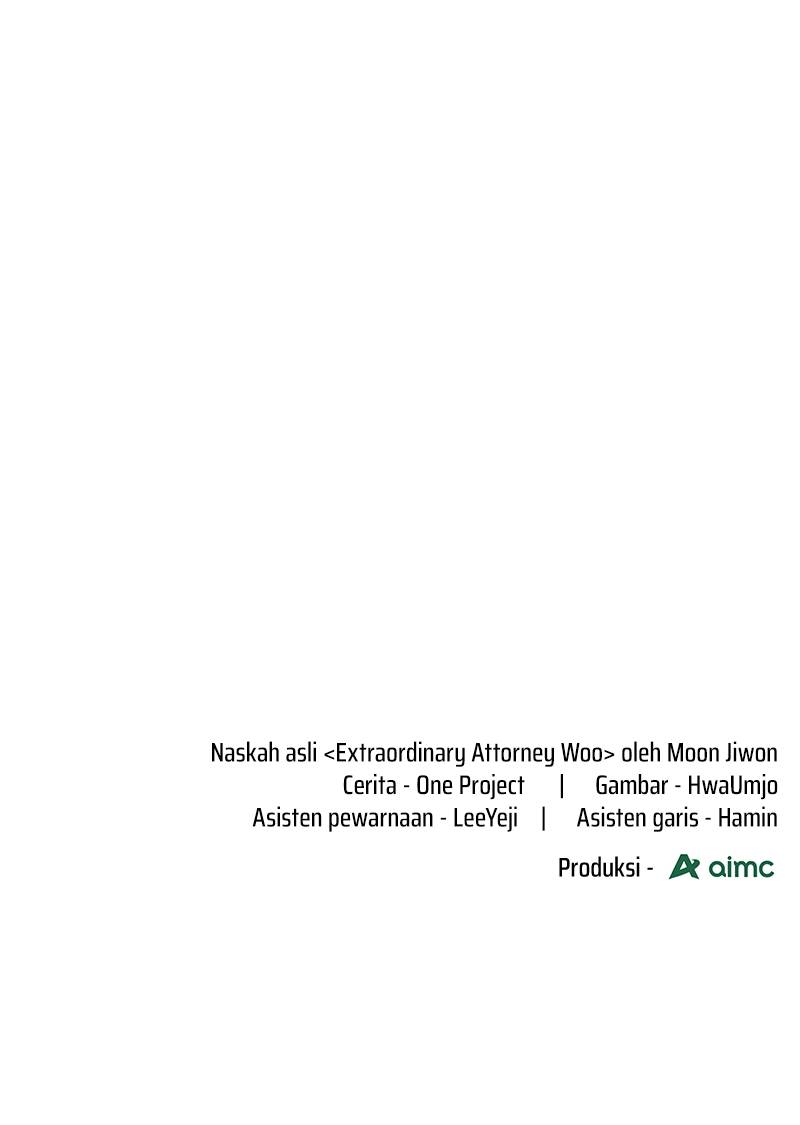 Naskah asli <Extraordinary Attorney Woo> oleh Moon Jiwon
Cerita - One Project | Gambar - HwaUmjo
Asisten pewarnaan - LeeYeji | Asisten garis - Hamin
Produksi - aimc